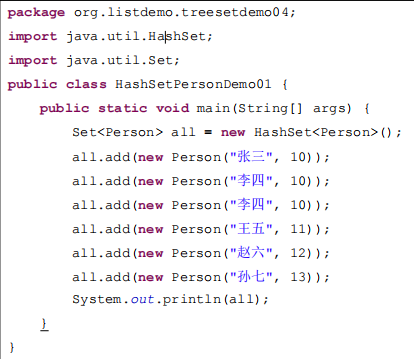 package org.listdemo.treesetdemo04;
import java.util.HashSet;
import java.util.Set;
public class HashSetPersonDemo01 {
    public static void main(String[] args) {
        Set<Person> all = new HashSet<Person>();
        all.add(new Person("张三", 10));
        all.add(new Person("李四", 10));
        all.add(new Person("李四", 10));
        all.add(new Person("王五", 11));
        all.add(new Person("赵六", 12));
        all.add(new Person("孙七", 13));
        System.out.println(all);
    }
}